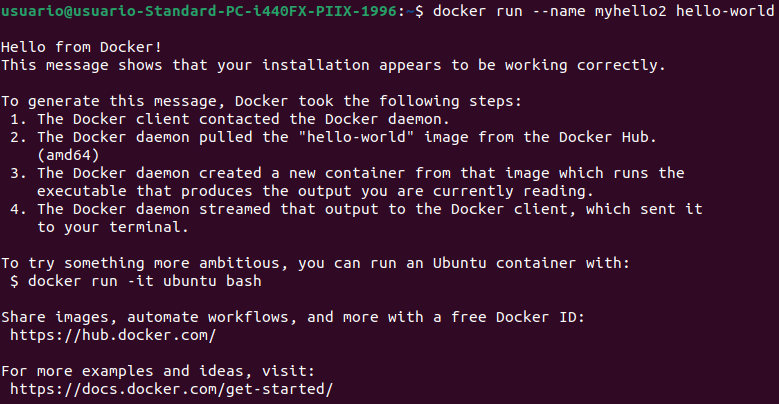 usuario@usuario-Standard-PC-i440FX-PIIX-1996:~$ docker run --name myhello2 hello-world

Hello from Docker!
This message shows that your installation appears to be working correctly.

To generate this message, Docker took the following steps:
 1. The Docker client contacted the Docker daemon.
 2. The Docker daemon pulled the "hello-world" image from the Docker Hub.
    (amd64)
 3. The Docker daemon created a new container from that image which runs the
    executable that produces the output you are currently reading.
 4. The Docker daemon streamed that output to the Docker client, which sent it
    to your terminal.

To try something more ambitious, you can run an Ubuntu container with:
 $ docker run -it ubuntu bash

Share images, automate workflows, and more with a free Docker ID:
 https://hub.docker.com/

For more examples and ideas, visit:
 https://docs.docker.com/get-started/